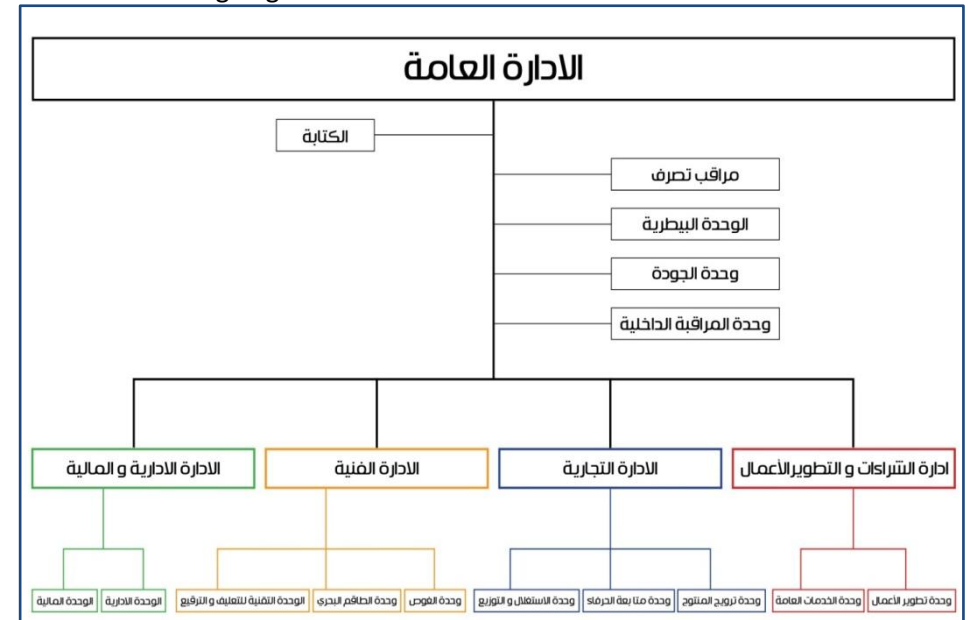 الادارة العامة
الكتابة
مراقب تصرف
الوحدة البيطرية
وحدة الجودة
وحدة المراقبة الداخلية
ادارة الشراءات و التطويرالأعمال
الادارة التجارية
الادارة الفنية
الادارة الادارية و المالية
وحدة تطوير الأعمال
وحدة الخدمات العامة
وحدة ترويج المنتوج
وحدة متابعة الحرفاء
وحدة الاستغلال و التوزيع
وحدة الغوص
وحدة الطاقم البحري
الوحدة التقنية للتعليف و الترقيع
الوحدة الادارية
الوحدة المالية